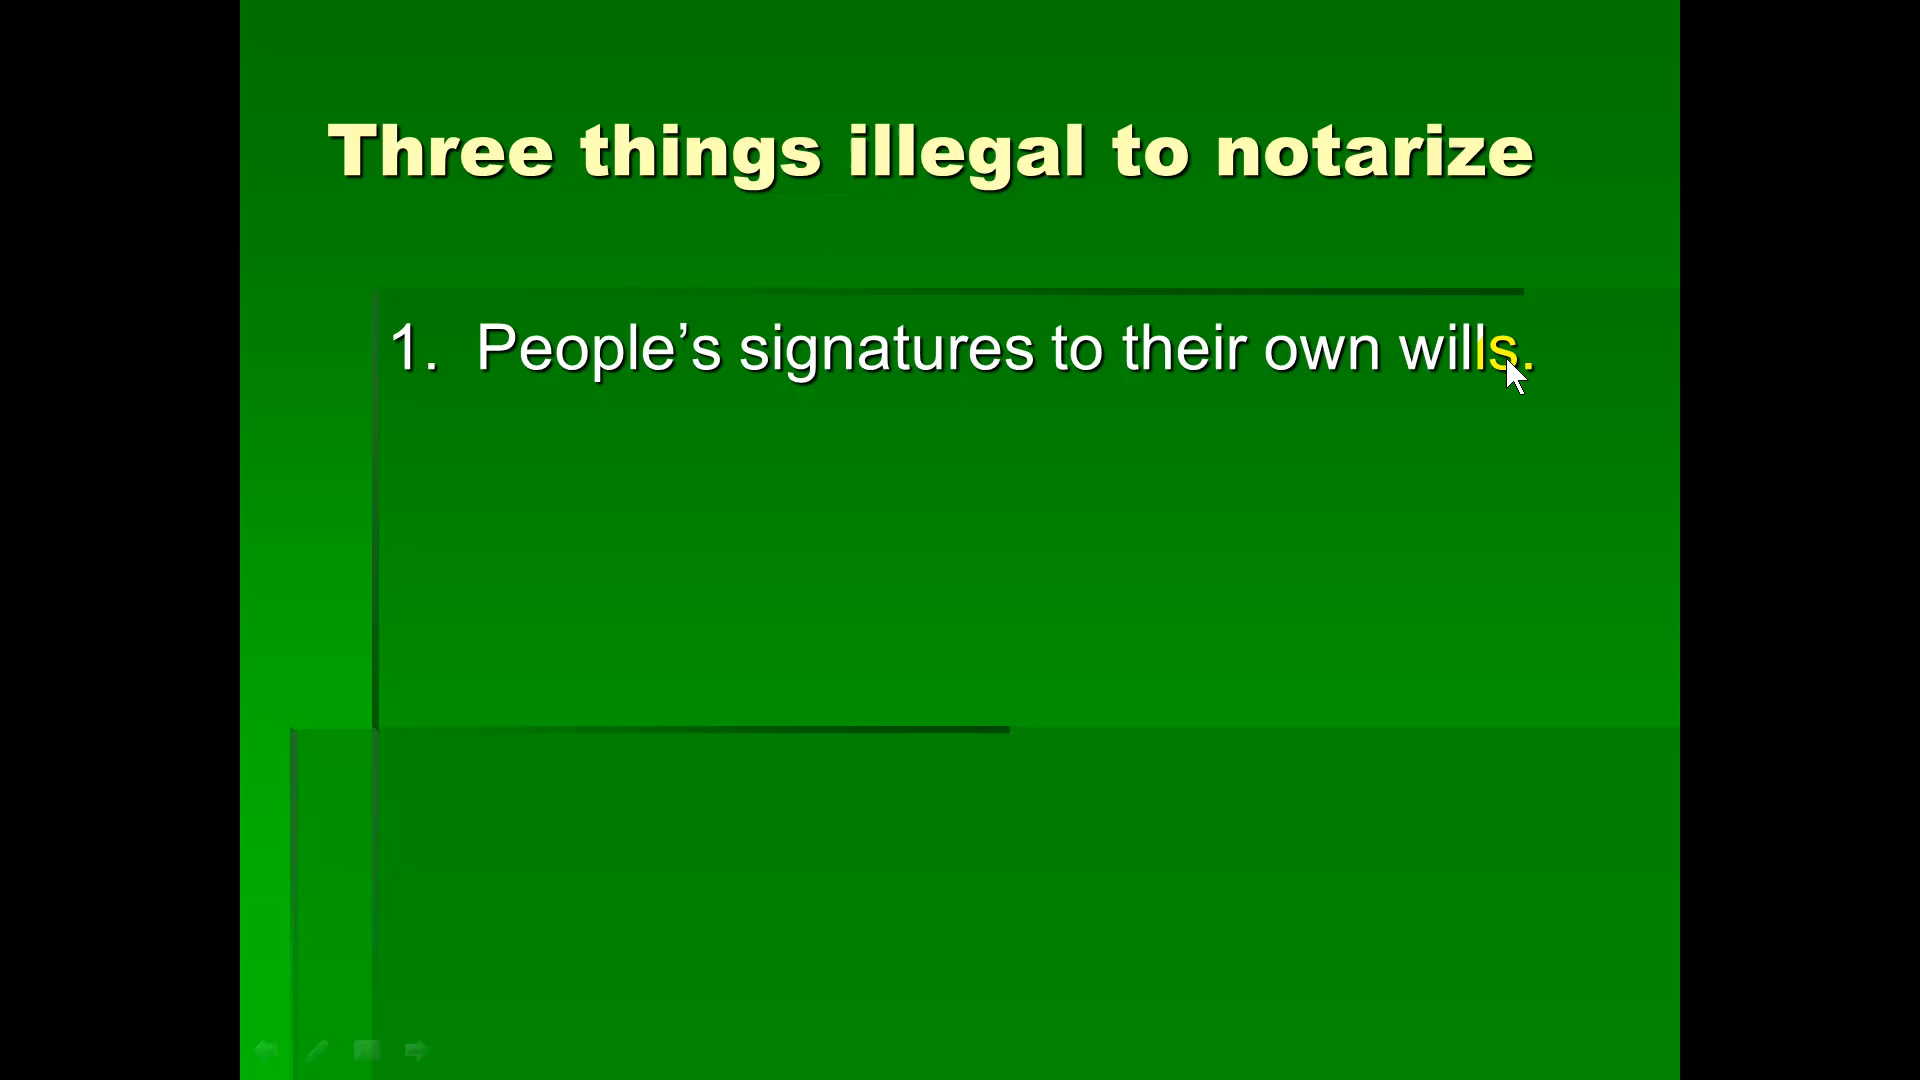 Three things illegal to notarize
1. People’s signatures to their own wills.